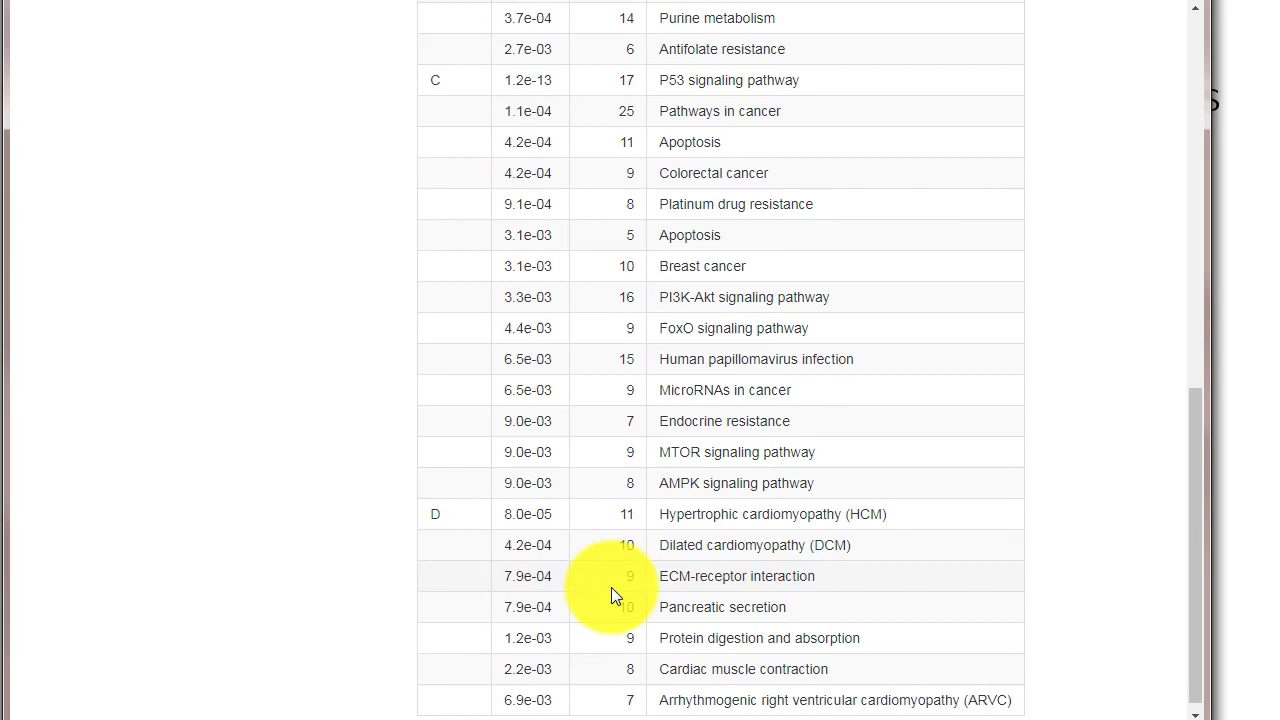 3.7e-04 14 Purine metabolism
2.7e-03 6 Antifolate resistance
C 1.2e-13 17 P53 signaling pathway
1.1e-04 25 Pathways in cancer
4.2e-04 11 Apoptosis
4.2e-04 9 Colorectal cancer
9.1e-04 8 Platinum drug resistance
3.1e-03 5 Apoptosis
3.1e-03 10 Breast cancer
3.3e-03 16 PI3K-Akt signaling pathway
4.4e-03 9 FoxO signaling pathway
6.5e-03 15 Human papillomavirus infection
6.5e-03 9 MicroRNAs in cancer
9.0e-03 7 Endocrine resistance
9.0e-03 9 MTOR signaling pathway
9.0e-03 8 AMPK signaling pathway
D 8.0e-05 11 Hypertrophic cardiomyopathy (HCM)
4.2e-04 10 Dilated cardiomyopathy (DCM)
7.9e-04 9 ECM-receptor interaction
7.9e-04 10 Pancreatic secretion
1.2e-03 9 Protein digestion and absorption
2.2e-03 8 Cardiac muscle contraction
6.9e-03 7 Arrhythmogenic right ventricular cardiomyopathy (ARVC)